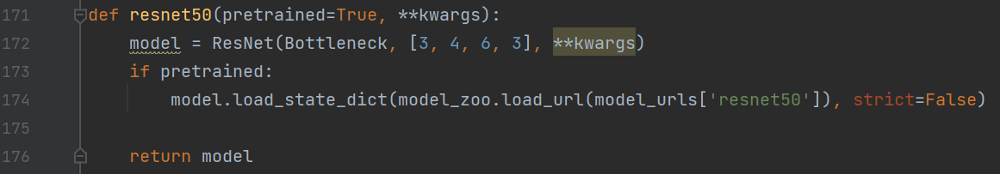 171 def resnet50(pretrained=True, **kwargs):
172     model = ResNet(Bottleneck, [3, 4, 6, 3], **kwargs)
173     if pretrained:
174         model.load_state_dict(model_zoo.load_url(model_urls['resnet50']), strict=False)
175
176     return model